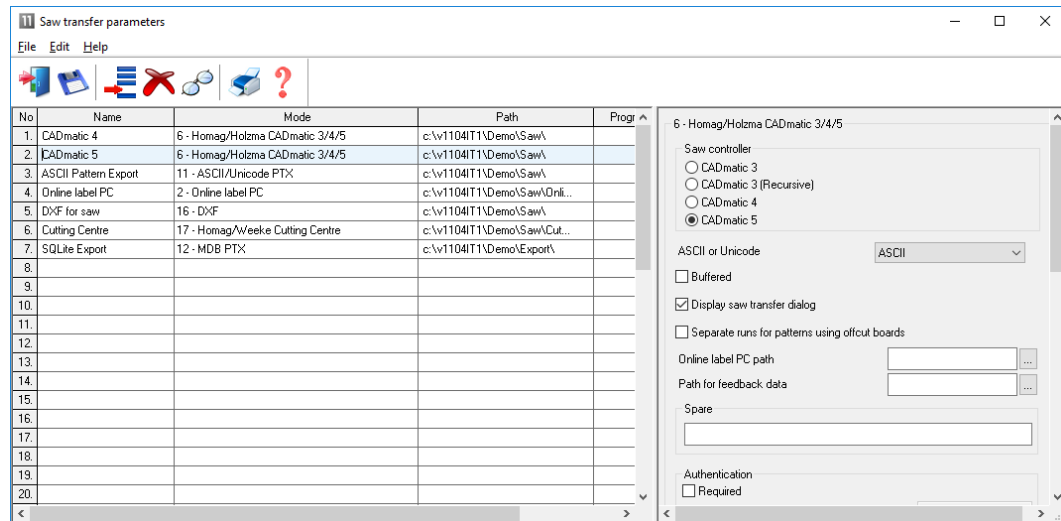 11 Saw transfer parameters
File Edit Help
No Name Mode Path Progr
1. CADmatic 4 6 - Homag/Holzma CADmatic 3/4/5 c:\v1104IT1\Demo\Saw\
2. CADmatic 5 6 - Homag/Holzma CADmatic 3/4/5 c:\v1104IT1\Demo\Saw\
3. ASCII Pattern Export 11 - ASCII/Unicode PTX c:\v1104IT1\Demo\Saw\
4. Online label PC 2 - Online label PC c:\v1104IT1\Demo\Saw\Onli...
5. DXF for saw 16 - DXF c:\v1104IT1\Demo\Saw\
6. Cutting Centre 17 - Homag/Weeke Cutting Centre c:\v1104IT1\Demo\Saw\Cut...
7. SQLite Export 12 - MDB PTX c:\v1104IT1\Demo\Export\
8.
9.
10.
11.
12.
13.
14.
15.
16.
17.
18.
19.
20.
6 - Homag/Holzma CADmatic 3/4/5
Saw controller
CADmatic 3
CADmatic 3 (Recursive)
CADmatic 4
CADmatic 5
ASCII or Unicode ASCII
Buffered
Display saw transfer dialog
Separate runs for patterns using offcut boards
Online label PC path ...
Path for feedback data ...
Spare
Authentication
Required